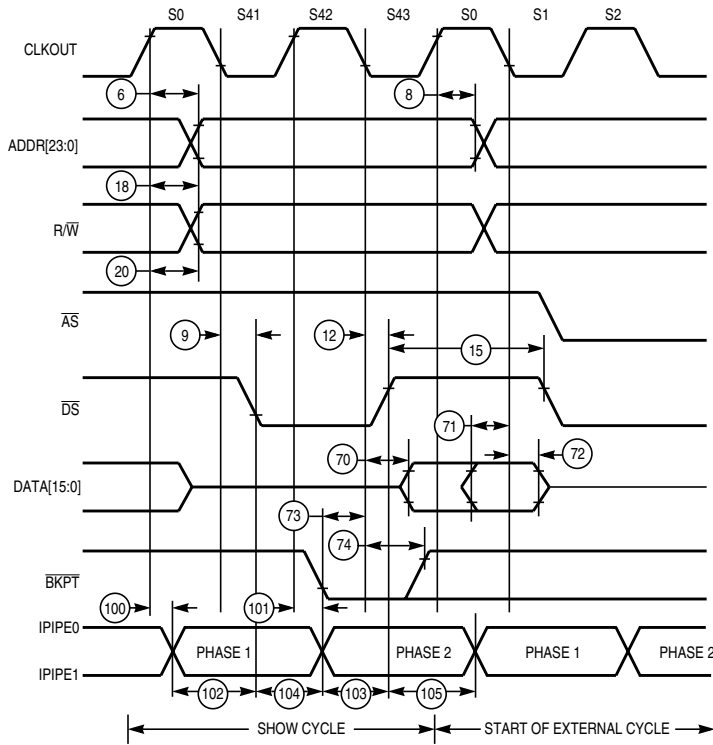 S0 S41 S42 S43 S0 S1 S2
CLKOUT
6 8
ADDR[23:0]
18
R/W
20
AS
9 12 15
DS
71
70 72
DATA[15:0]
73
74
BKPT
100 101
IPIPE0
PHASE 1 PHASE 2 PHASE 1 PHASE 2
IPIPE1
102 104 103 105
SHOW CYCLE START OF EXTERNAL CYCLE